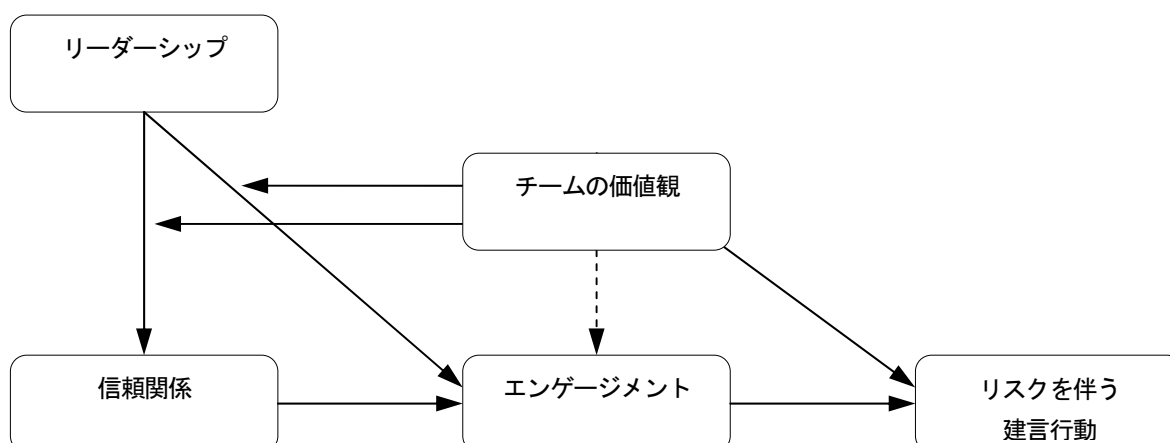 リーダーシップ
チームの価値観
信頼関係
エンゲージメント
リスクを伴う
建言行動